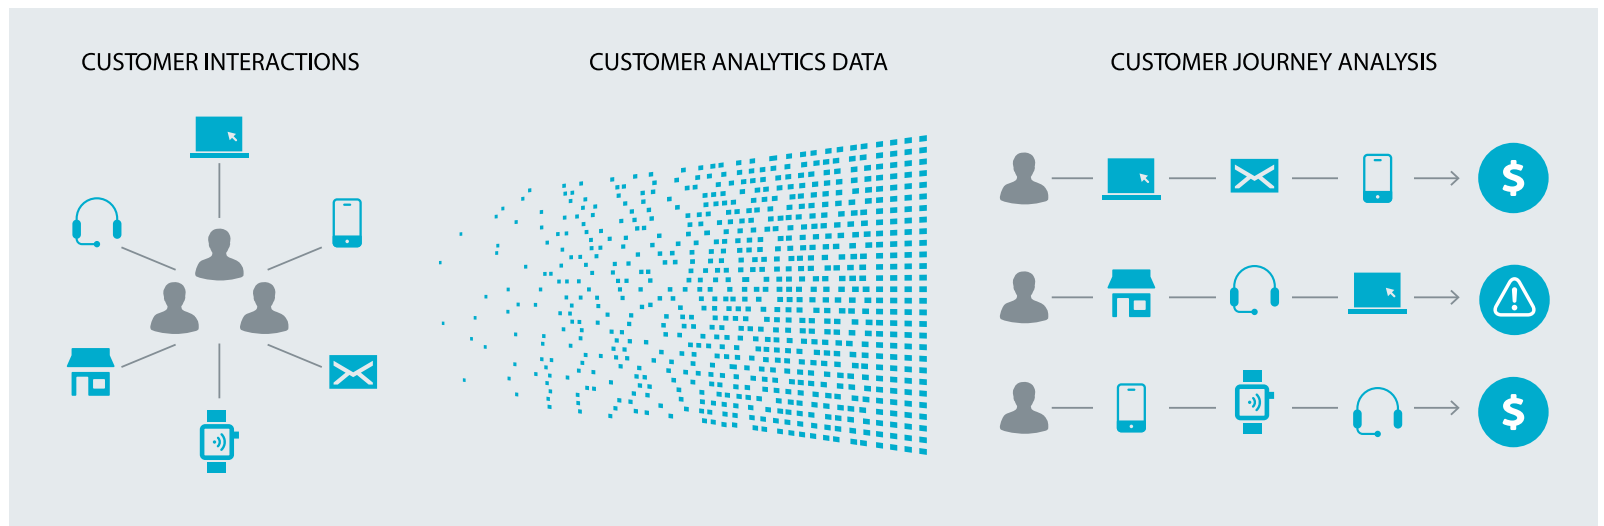 CUSTOMER INTERACTIONS
CUSTOMER ANALYTICS DATA
CUSTOMER JOURNEY ANALYSIS
$
$